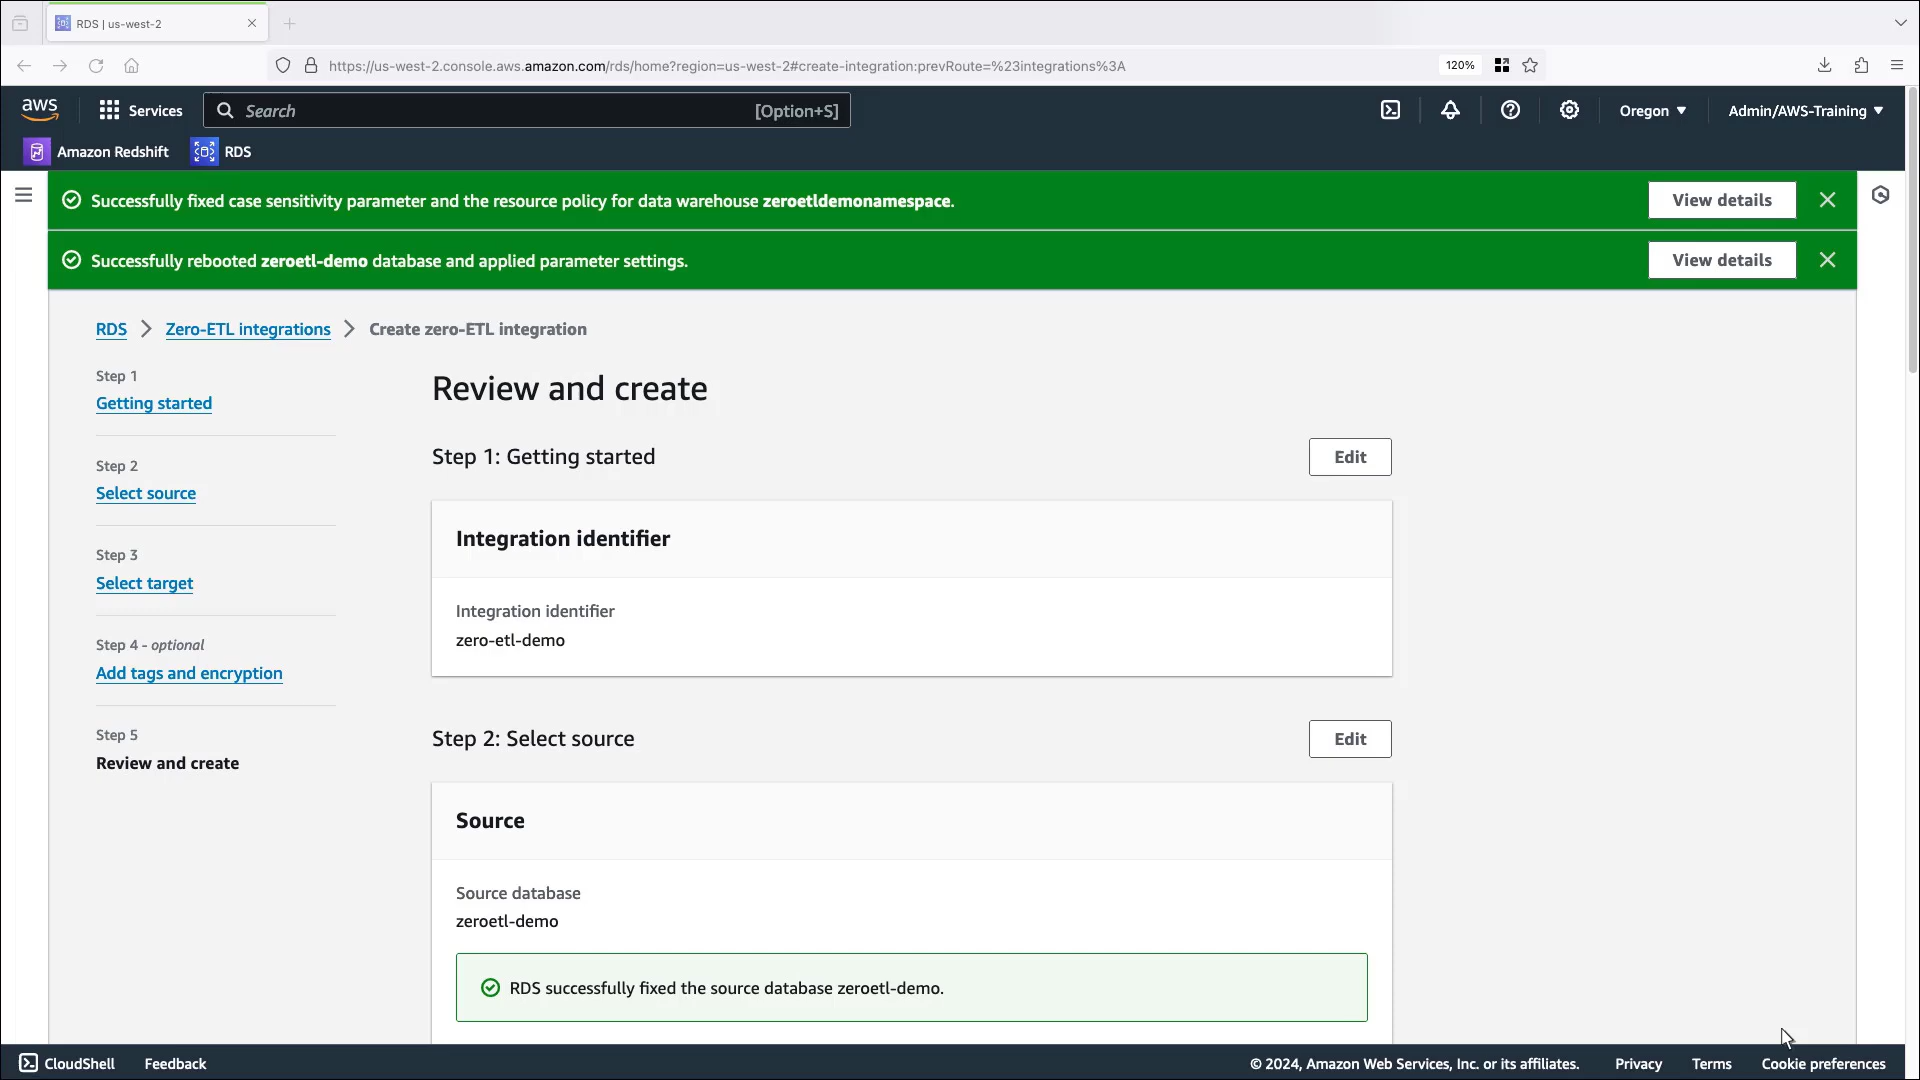 RDS | us-west-2
https://us-west-2.console.aws.amazon.com/rds/home?region=us-west-2#create-integration:prevRoute=%23integrations%3A
120%
aws
Services
Search
[Option+S]
Oregon
Admin/AWS-Training
Amazon Redshift
RDS
Successfully fixed case sensitivity parameter and the resource policy for data warehouse zeroetldemonamespace.
View details
Successfully rebooted zeroetl-demo database and applied parameter settings.
View details
RDS
Zero-ETL integrations
Create zero-ETL integration
Step 1
Getting started
Step 2
Select source
Step 3
Select target
Step 4 - optional
Add tags and encryption
Step 5
Review and create
Review and create
Step 1: Getting started
Edit
Integration identifier
Integration identifier
zero-etl-demo
Step 2: Select source
Edit
Source
Source database
zeroetl-demo
RDS successfully fixed the source database zeroetl-demo.
CloudShell
Feedback
© 2024, Amazon Web Services, Inc. or its affiliates.
Privacy
Terms
Cookie preferences